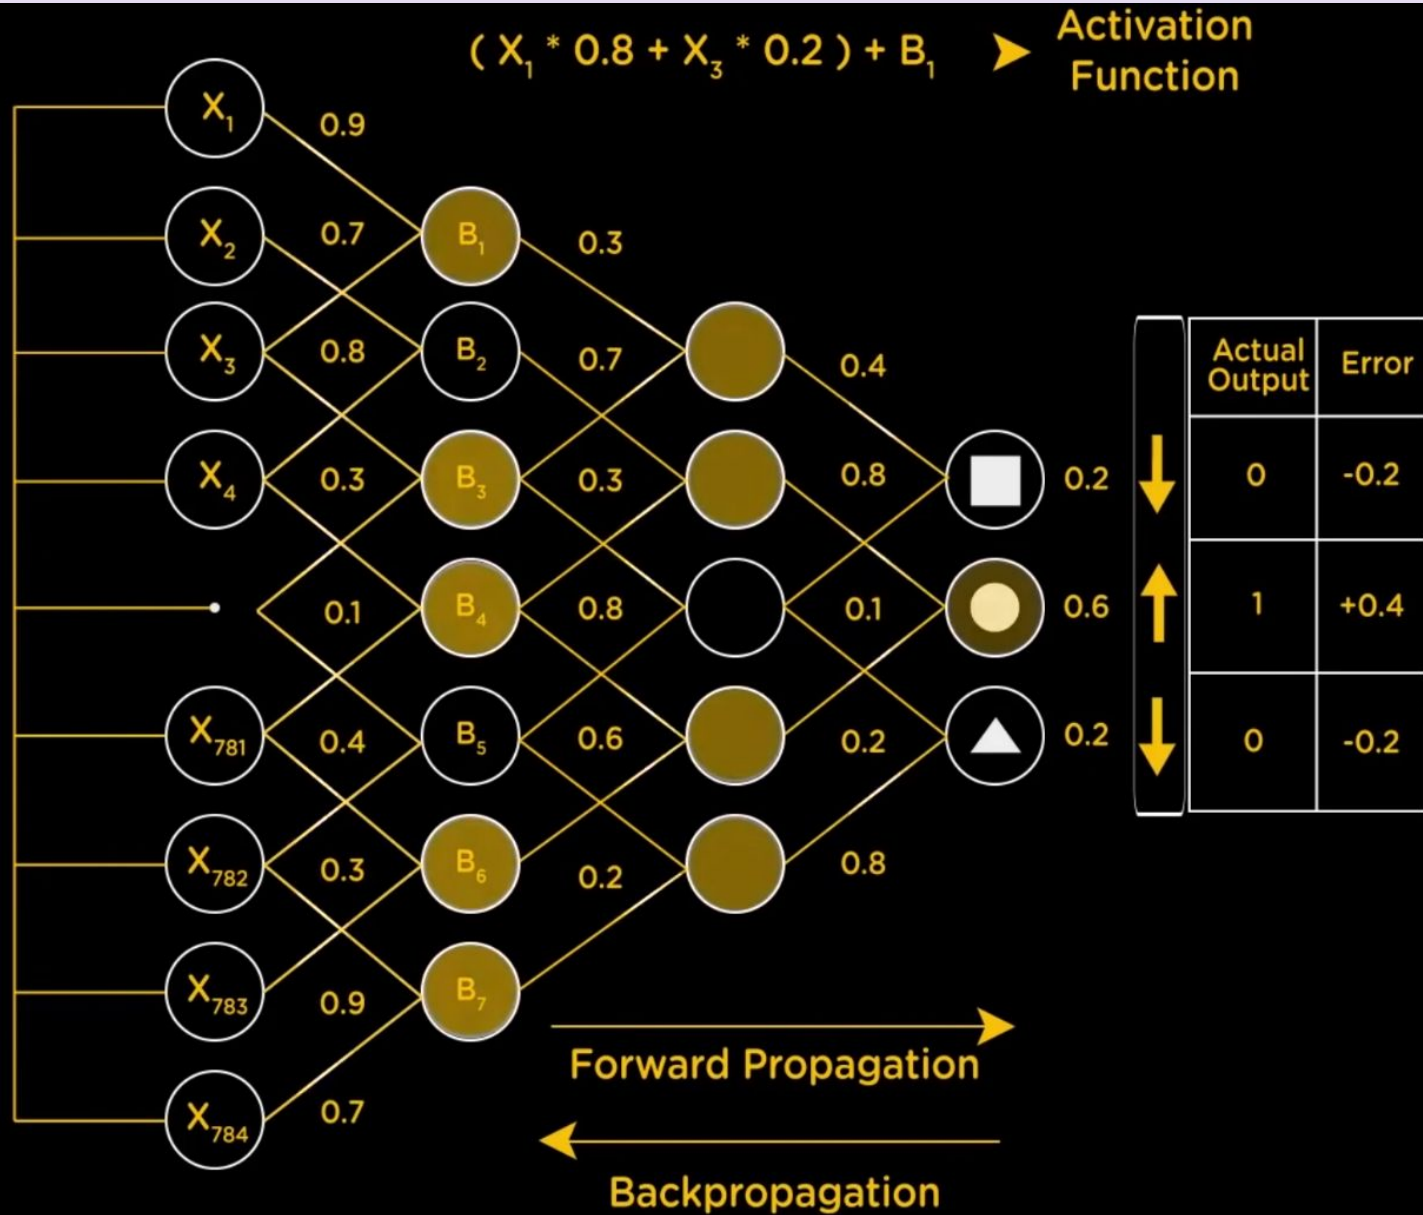 ( X₁ * 0.8 + X₃ * 0.2 ) + B₁
Activation
Function
X₁
0.9
X₂
0.7
B₁
0.3
X₃
0.8
B₂
0.7
0.4
Actual
Output
Error
X₄
0.3
B₃
0.3
0.8
0.2
0
-0.2
0.1
B₄
0.8
0.1
0.6
1
+0.4
X₇₈₁
0.4
B₅
0.6
0.2
0.2
0
-0.2
X₇₈₂
0.3
B₆
0.2
0.8
X₇₈₃
0.9
B₇
X₇₈₄
0.7
Forward Propagation
Backpropagation